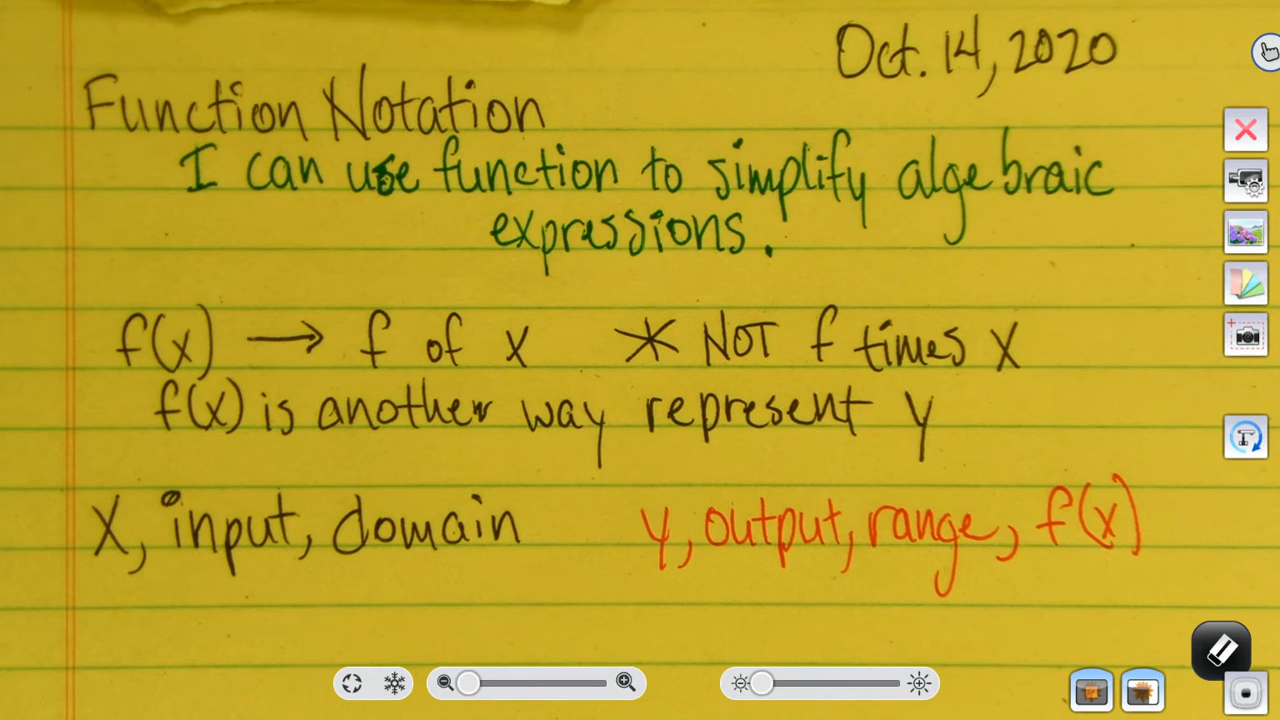 Oct. 14, 2020
Function Notation
I can use function to simplify algebraic
expressions.
f(x) → f of x * NOT f times X
f(x) is another way represent y
X, input, domain y, output, range, f(x)